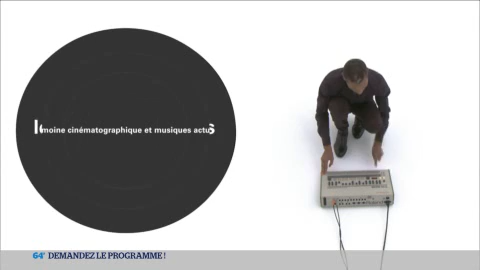 moine cinématographique et musiques actu
64' DEMANDEZ LE PROGRAMME !